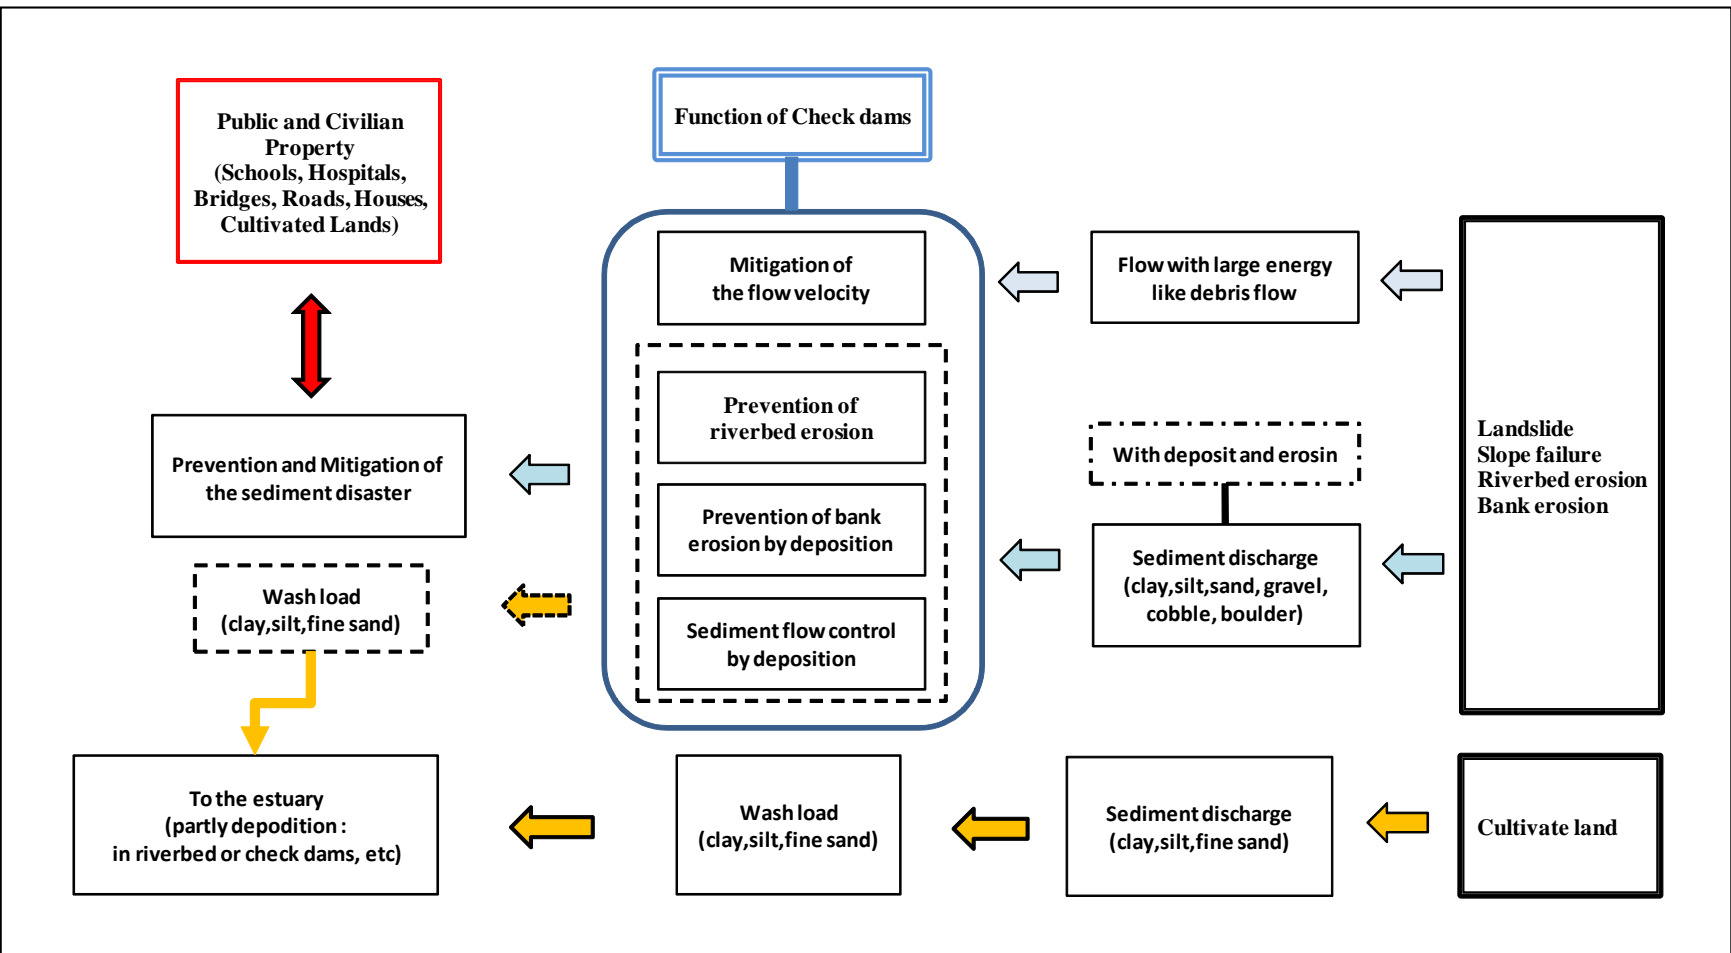 Public and Civilian
Property
(Schools, Hospitals,
Bridges, Roads, Houses,
Cultivated Lands)
Function of Check dams
Mitigation of
the flow velocity
Flow with large energy
like debris flow
Prevention of
riverbed erosion
Prevention and Mitigation of
the sediment disaster
With deposit and erosin
Landslide
Slope failure
Riverbed erosion
Bank erosion
Prevention of bank
erosion by deposition
Sediment discharge
(clay,silt,sand, gravel,
cobble, boulder)
Wash load
(clay,silt,fine sand)
Sediment flow control
by deposition
To the estuary
(partly depodition :
in riverbed or check dams, etc)
Wash load
(clay,silt,fine sand)
Sediment discharge
(clay,silt,fine sand)
Cultivate land